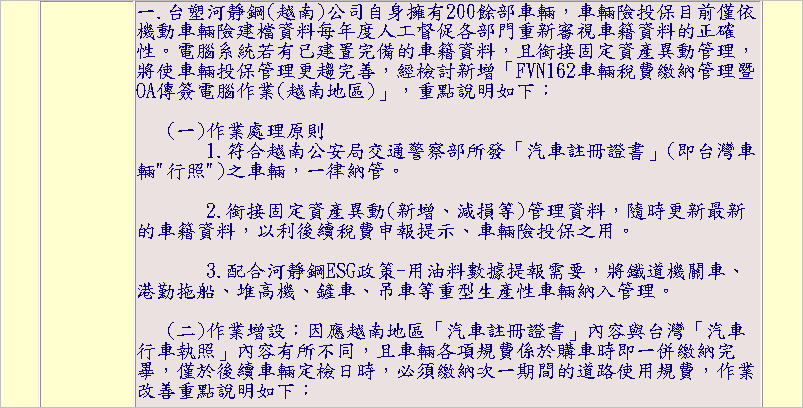 一.台塑河靜鋼(越南)公司自身擁有200餘部車輛，車輛險投保目前僅依
機動車輛險建檔資料每年度人工督促各部門重新審視車籍資料的正確
性。電腦系統若有已建置完備的車籍資料，且銜接固定資產異動管理，
將使車輛投保管理更趨完善，經檢討新增「FVN162車輛稅費繳納管理暨
OA傳簽電腦作業(越南地區)」，重點說明如下：
(一)作業處理原則
1.符合越南公安局交通警察部所發「汽車註冊證書」(即台灣車
輛"行照")之車輛，一律納管。
2.銜接固定資產異動(新增、減損等)管理資料，隨時更新最新
的車籍資料，以利後續稅費申報提示、車輛險投保之用。
3.配合河靜鋼ESG政策-用油料數據提報需要，將鐵道機關車、
港勤拖船、堆高機、鏟車、吊車等重型生產性車輛納入管理。
(二)作業增設：因應越南地區「汽車註冊證書」內容與台灣「汽車
行車執照」內容有所不同，且車輛各項規費係於購車時即一併繳納完
畢，僅於後續車輛定檢日時，必須繳納次一期間的道路使用規費，作業
改善重點說明如下：